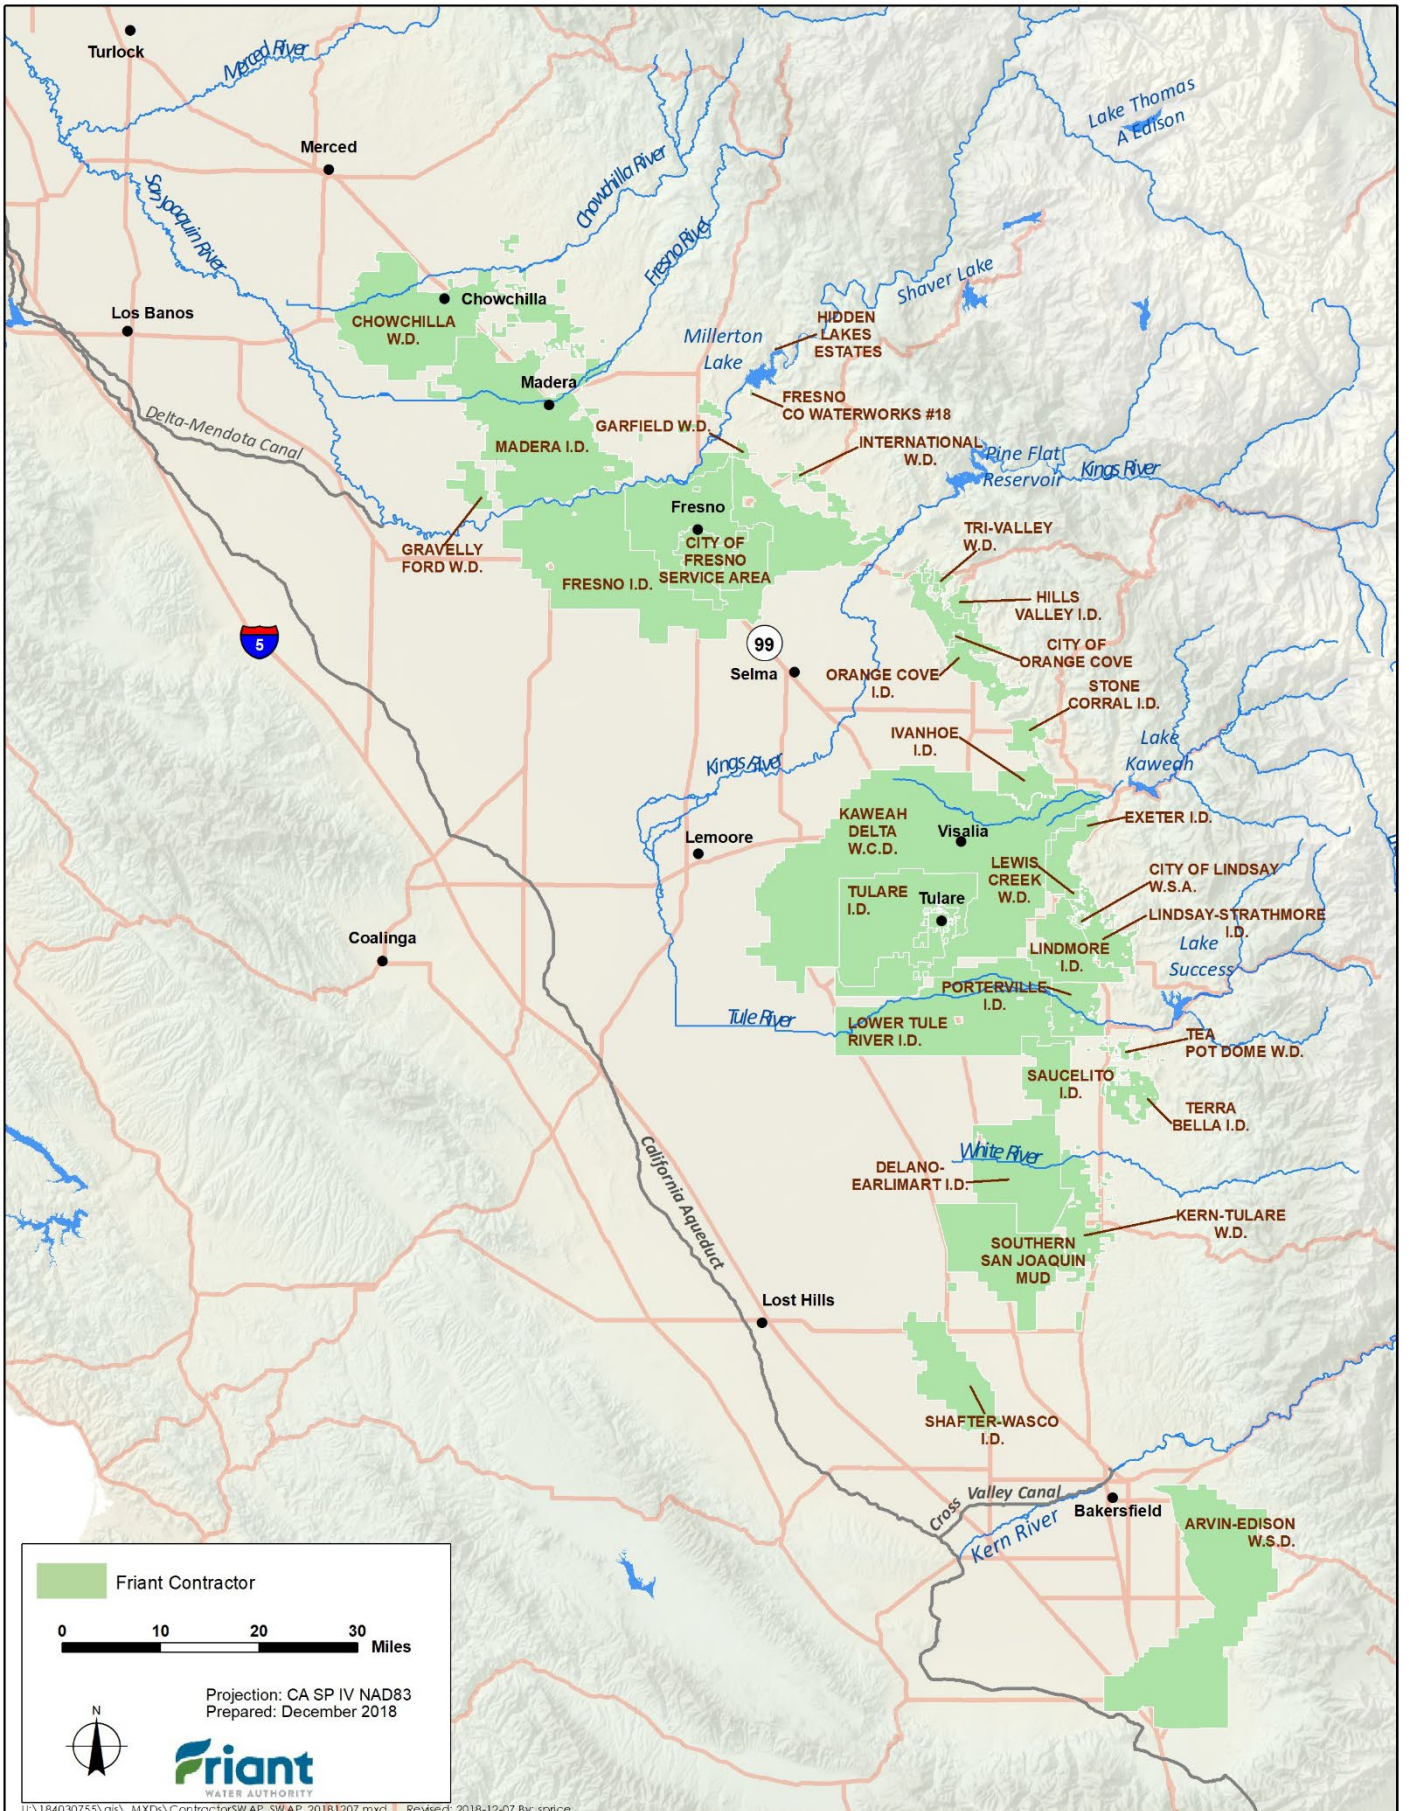 Turlock
Merced River
Lake Thomas
A Edison
Merced
San Joaquin River
Chowchilla River
Fresno River
Shaver Lake
Los Banos
Chowchilla
CHOWCHILLA
W.D.
HIDDEN
LAKES
ESTATES
Millerton
Lake
Madera
FRESNO
CO WATERWORKS #18
Delta-Mendota Canal
GARFIELD W.D.
MADERA I.D.
INTERNATIONAL
W.D.
Pine Flat
Reservoir
Kings River
Fresno
GRAVELLY
FORD W.D.
CITY OF
FRESNO
SERVICE AREA
FRESNO I.D.
TRI-VALLEY
W.D.
HILLS
VALLEY I.D.
5
99
CITY OF
ORANGE COVE
Selma
ORANGE COVE
I.D.
STONE
CORRAL I.D.
IVANHOE
I.D.
Lake
Kaweah
Kings River
KAWEAH
DELTA
W.C.D.
Visalia
EXETER I.D.
Lemoore
LEWIS
CREEK
W.D.
CITY OF LINDSAY
W.S.A.
TULARE
I.D.
Tulare
LINDSAY-STRATHMORE
I.D.
Coalinga
LINDMORE
I.D.
Lake
Success
PORTERVILLE
I.D.
Tule River
LOWER TULE
RIVER I.D.
TEA
POT DOME W.D.
SAUCELITO
I.D.
TERRA
BELLA I.D.
California Aqueduct
White River
DELANO-
EARLIMART I.D.
KERN-TULARE
W.D.
SOUTHERN
SAN JOAQUIN
MUD
Lost Hills
SHAFTER-WASCO
I.D.
Cross Valley Canal
Kern River
Bakersfield
ARVIN-EDISON
W.S.D.
Friant Contractor
0 10 20 30
Miles
Projection: CA SP IV NAD83
Prepared: December 2018
N
Friant
WATER AUTHORITY
Revised: 2018-12-07 By: sprice